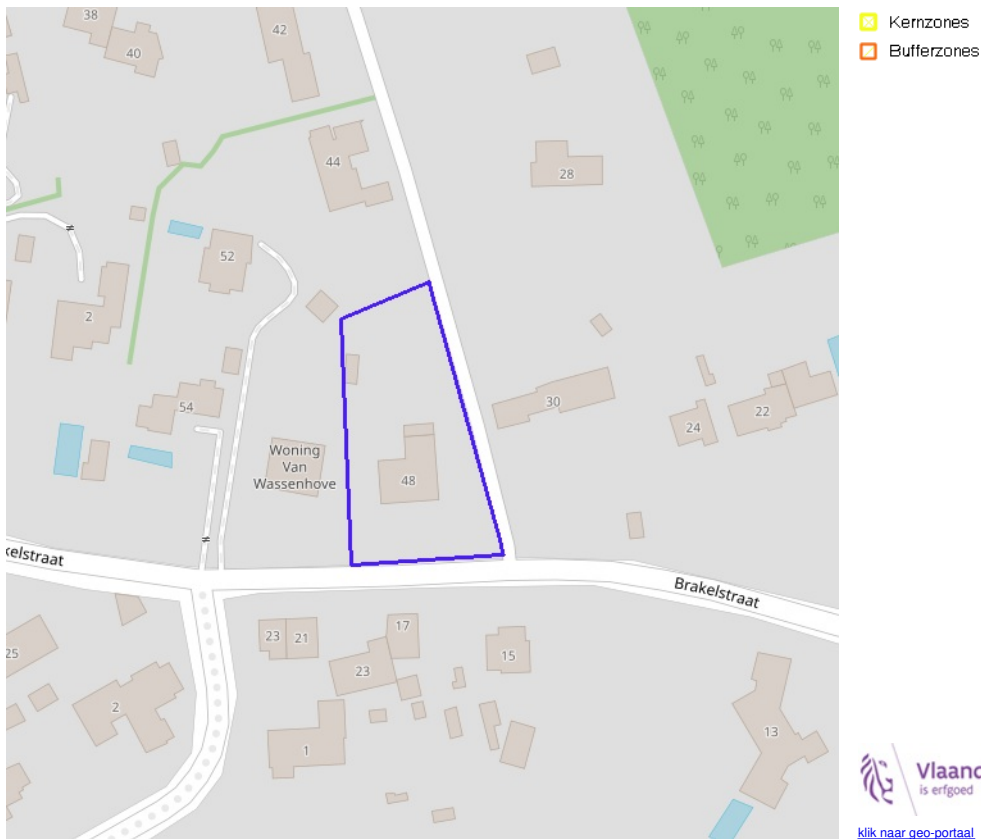 38
40
42
Kernzones
Bufferzones
44
28
52
2
30
22
24
54
Woning
Van
Wassenhove
48
kelstraat
Brakelstraat
23
21
17
15
23
25
2
1
13
Vlaand
is erfgoed
klik naar geo-portaal